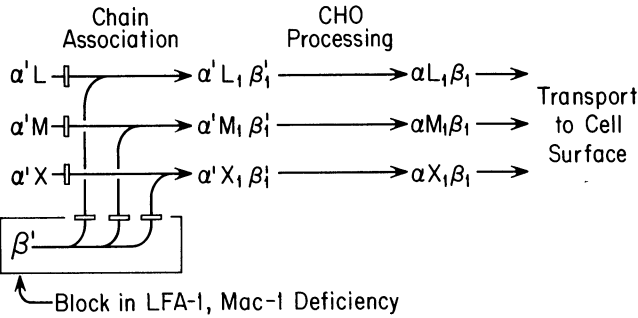 Chain Association
CHO Processing
α'L α'L₁ β'₁ αL₁β₁
α'M α'M₁ β'₁ αM₁β₁
α'X α'X₁ β'₁ αX₁β₁
Transport to Cell Surface
β'
Block in LFA-1, Mac-1 Deficiency